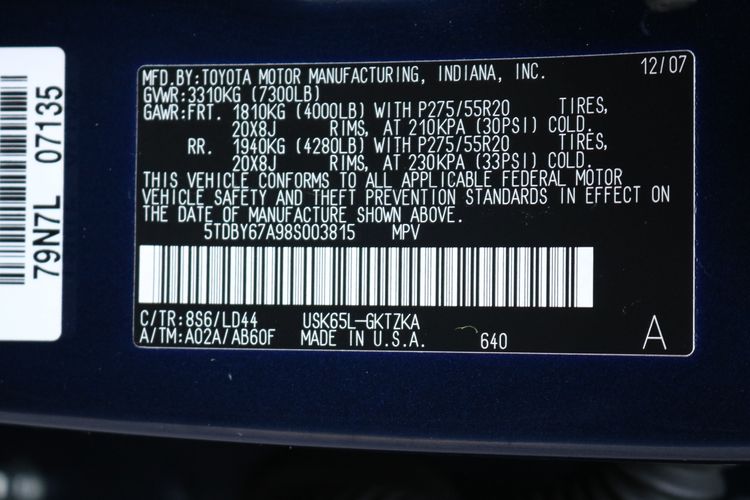 79N7L 07135
MFD.BY:TOYOTA MOTOR MANUFACTURING, INDIANA, INC. 12/07
GVWR:3310KG (7300LB)
GAWR:FRT. 1810KG (4000LB) WITH P275/55R20 TIRES,
20X8J RIMS, AT 210KPA (30PSI) COLD.
RR. 1940KG (4280LB) WITH P275/55R20 TIRES,
20X8J RIMS, AT 230KPA (33PSI) COLD.
THIS VEHICLE CONFORMS TO ALL APPLICABLE FEDERAL MOTOR
VEHICLE SAFETY AND THEFT PREVENTION STANDARDS IN EFFECT ON
THE DATE OF MANUFACTURE SHOWN ABOVE.
5TDBY67A98S003815 MPV
C/TR:8S6/LD44 USK65L-GKTZKA
A/TM:A02A/AB60F MADE IN U.S.A. 640 A